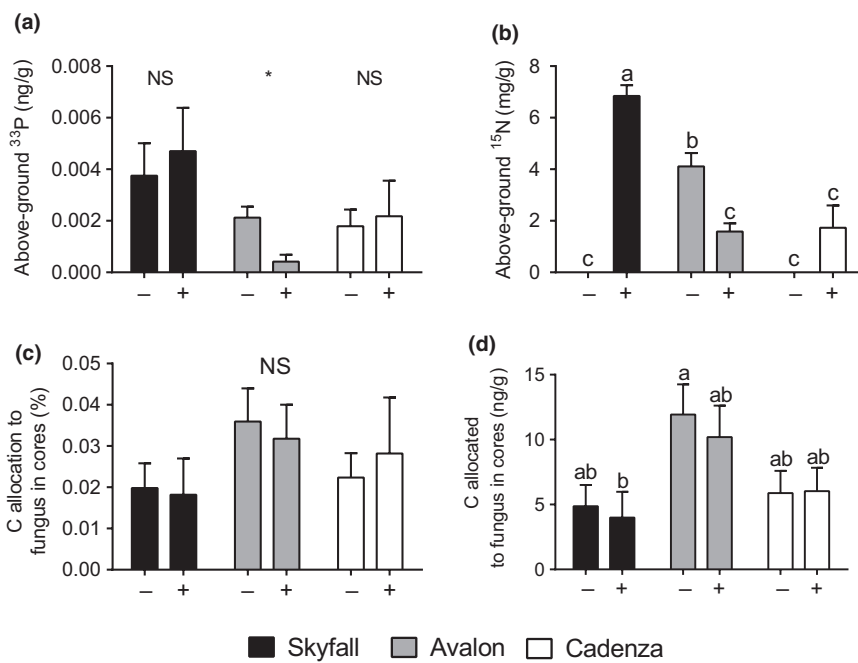 (a)
Above-ground ³³P (ng/g)
0.008
0.006
0.004
0.002
0.000
NS
*
NS
– + – + – +
(b)
Above-ground ¹⁵N (mg/g)
8
6
4
2
0
c a b c c c
– + – + – +
(c)
C allocation to
fungus in cores (%)
0.05
0.04
0.03
0.02
0.01
0.00
NS
– + – + – +
(d)
C allocated
to fungus in cores (ng/g)
15
10
5
0
ab b a ab ab ab
– + – + – +
Skyfall Avalon Cadenza